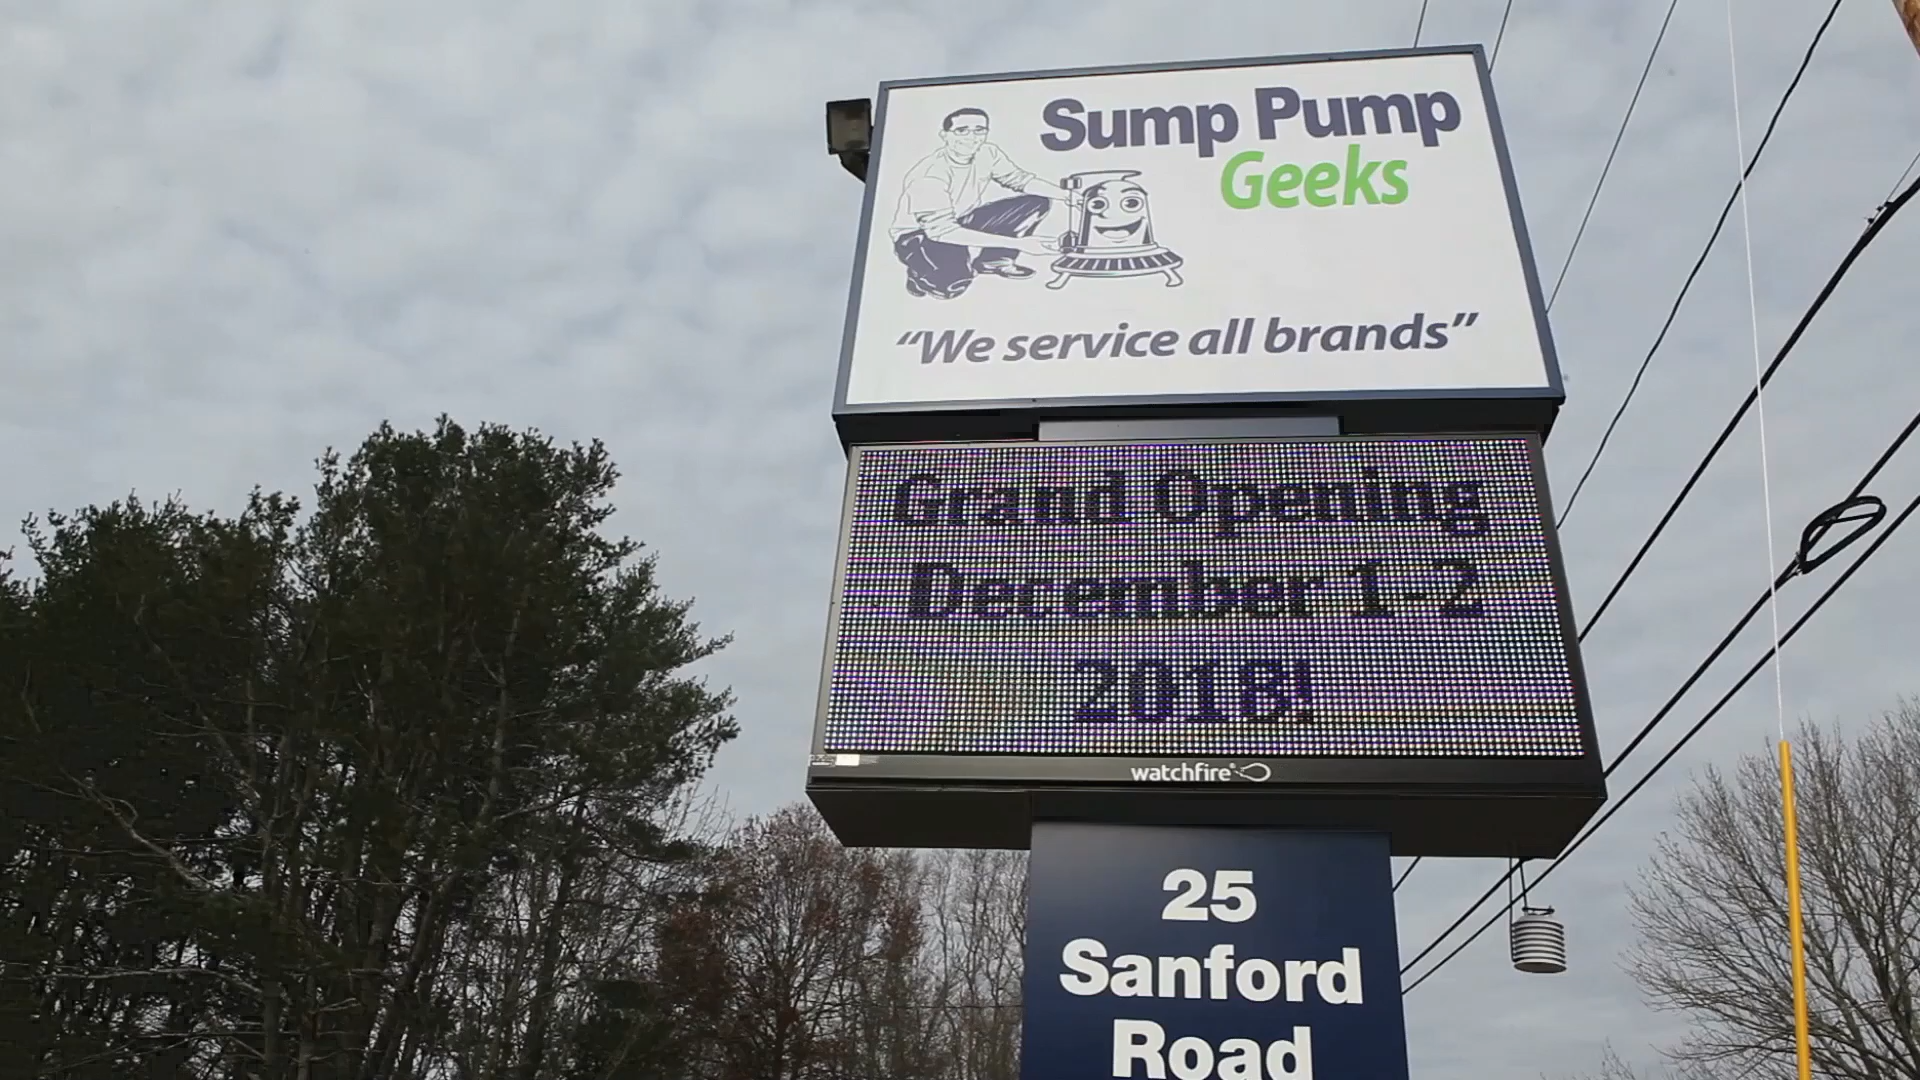 Sump Pump
Geeks
“We service all brands”
Grand Opening
December 1-2
2018!
watchfire
25
Sanford
Road